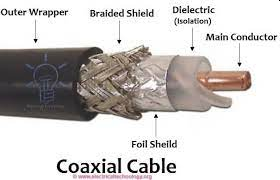 Outer Wrapper
Braided Shield
Dielectric
(Isolation)
Main Conductor
Foil Sheild
Coaxial Cable
© www.electricaltechnology.org